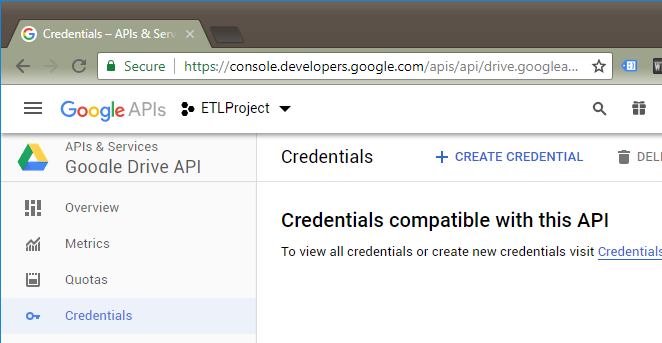 Credentials – APIs & Serv
Secure https://console.developers.google.com/apis/api/drive.googlea...
Google APIs ETLProject
APIs & Services
Google Drive API
Credentials
CREATE CREDENTIAL
DEL
Overview
Metrics
Quotas
Credentials
Credentials compatible with this API
To view all credentials or create new credentials visit Credentials